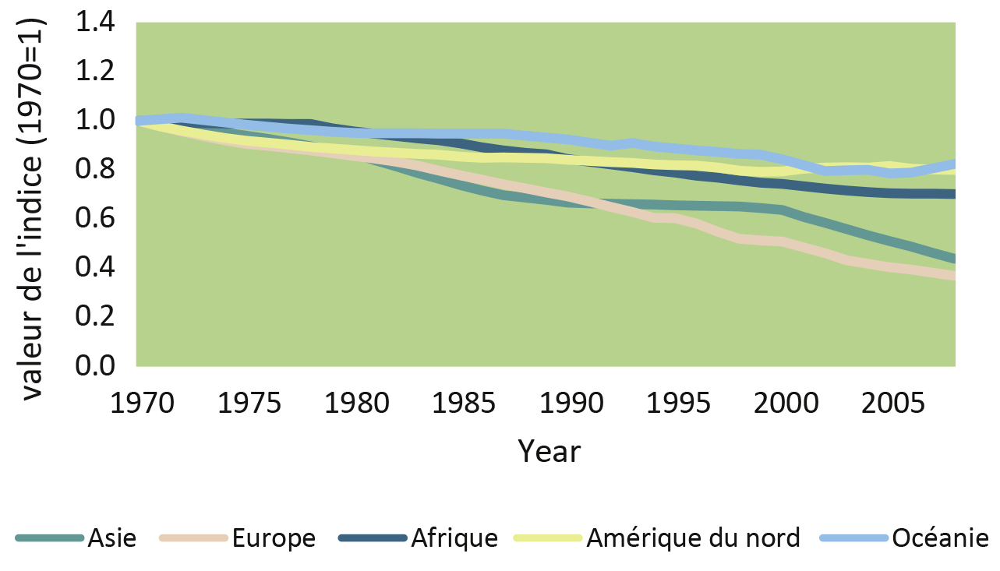 valeur de l'indice (1970=1)
1.4
1.2
1.0
0.8
0.6
0.4
0.2
0.0
1970 1975 1980 1985 1990 1995 2000 2005
Year
Asie Europe Afrique Amérique du nord Océanie